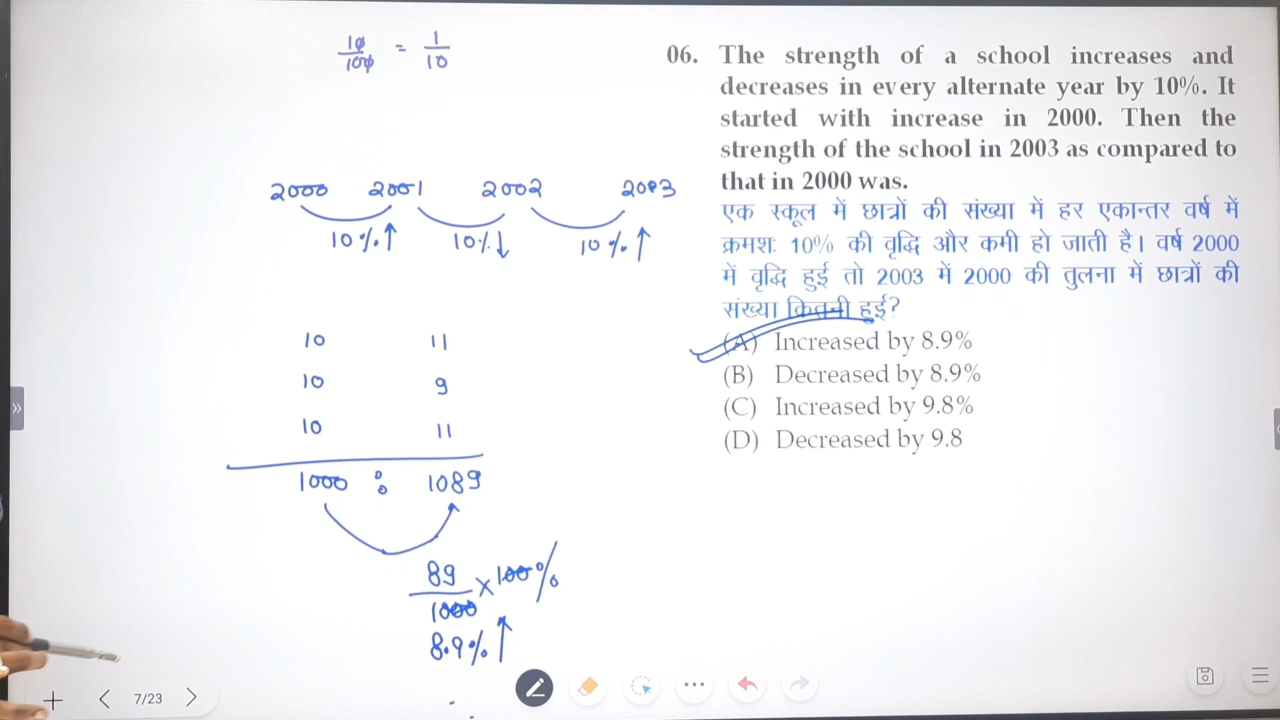 10/100 = 1/10
2000 2001 2002 2003
10%↑ 10%↓ 10%↑
10 11
10 9
10 11
1000 : 1089
89/1000 × 100%
8.9%↑
06. The strength of a school increases and
decreases in every alternate year by 10%. It
started with increase in 2000. Then the
strength of the school in 2003 as compared to
that in 2000 was.
एक स्कूल में छात्रों की संख्या में हर एकान्तर वर्ष में
क्रमशः 10% की वृद्धि और कमी हो जाती है। वर्ष 2000
में वृद्धि हुई तो 2003 में 2000 की तुलना में छात्रों की
संख्या कितनी हुई?
(A) Increased by 8.9%
(B) Decreased by 8.9%
(C) Increased by 9.8%
(D) Decreased by 9.8
7/23